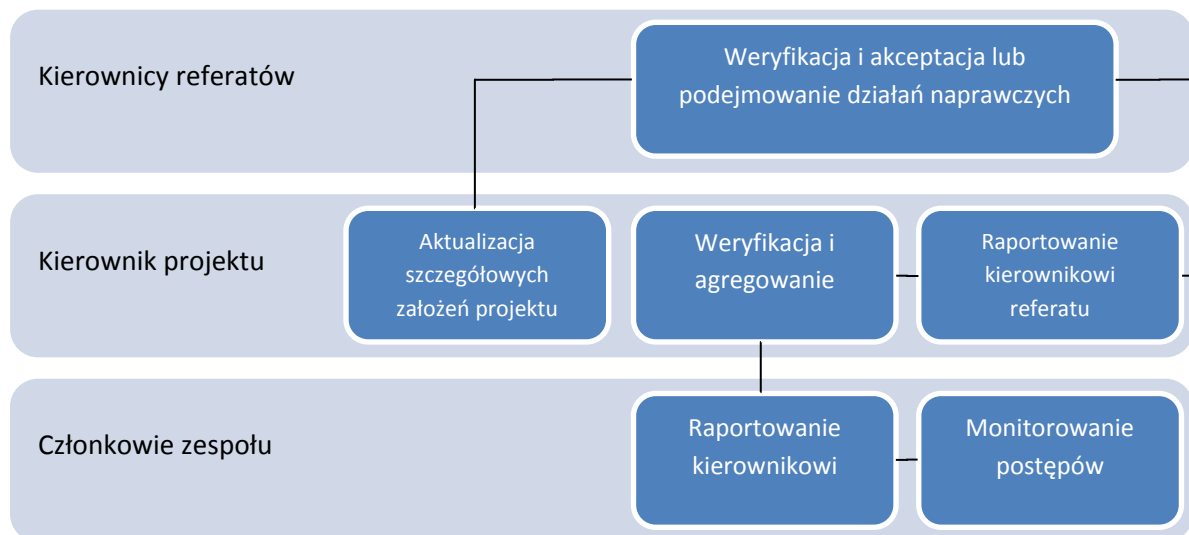 Kierownicy referatów
Weryfikacja i akceptacja lub
podejmowanie działań naprawczych
Kierownik projektu
Aktualizacja
szczegółowych
założeń projektu
Weryfikacja i
agregowanie
Raportowanie
kierownikowi
referatu
Członkowie zespołu
Raportowanie
kierownikowi
Monitorowanie
postępów